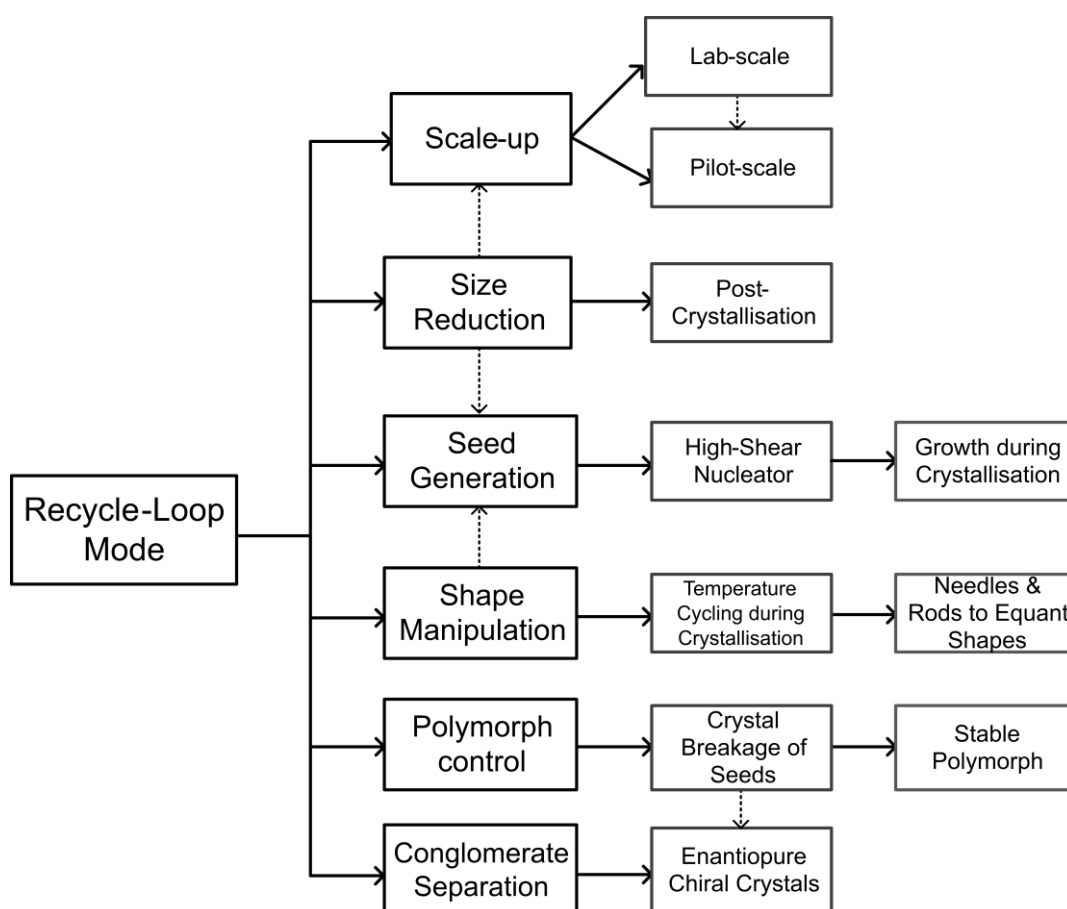 Lab-scale
Scale-up
Pilot-scale
Size
Reduction
Post-
Crystallisation
Seed
Generation
High-Shear
Nucleator
Growth during
Crystallisation
Recycle-Loop
Mode
Shape
Manipulation
Temperature
Cycling during
Crystallisation
Needles &
Rods to Equant
Shapes
Polymorph
control
Crystal
Breakage of
Seeds
Stable
Polymorph
Conglomerate
Separation
Enantiopure
Chiral Crystals